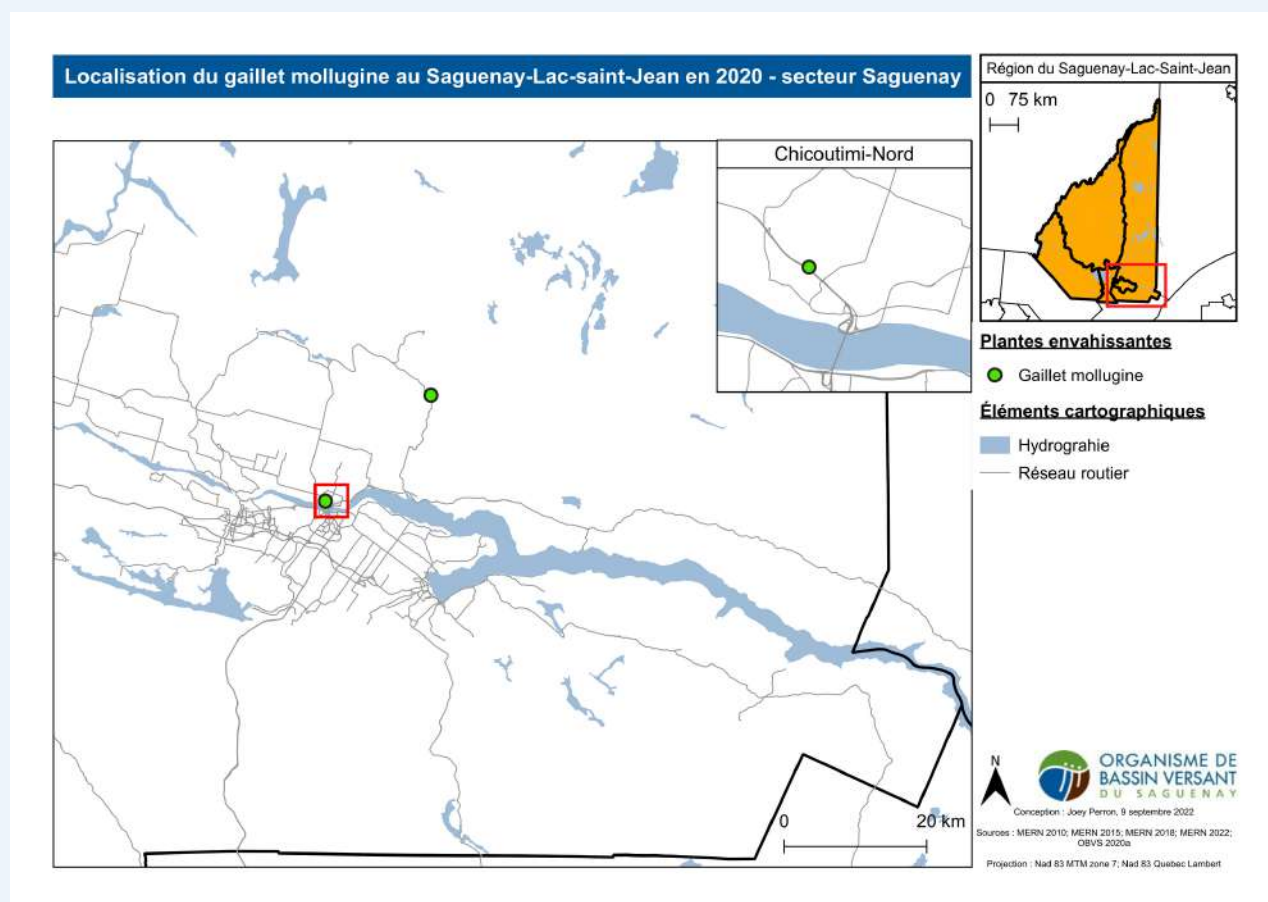 Localisation du gaillet mollugine au Saguenay-Lac-saint-Jean en 2020 - secteur Saguenay
Région du Saguenay-Lac-Saint-Jean
0 75 km
Chicoutimi-Nord
Plantes envahissantes
Gaillet mollugine
Éléments cartographiques
Hydrograhie
Réseau routier
0 20 km
N
ORGANISME DE
BASSIN VERSANT
DU SAGUENAY
Conception : Joey Perron, 9 septembre 2022
Sources : MERN 2010; MERN 2015; MERN 2018; MERN 2022;
OBVS 2020a
Projection : Nad 83 MTM zone 7; Nad 83 Quebec Lambert